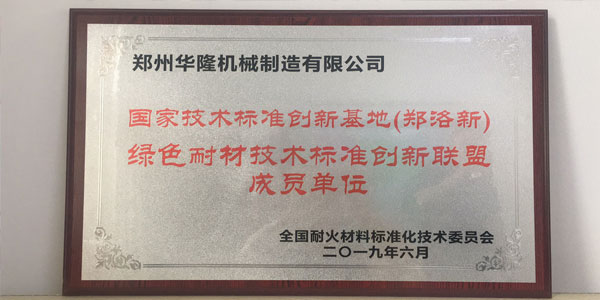 郑州华隆机械制造有限公司
国家技术标准创新基地(郑洛新)
绿色耐材技术标准创新联盟
成员单位
全国耐火材料标准化技术委员会
二〇一九年六月